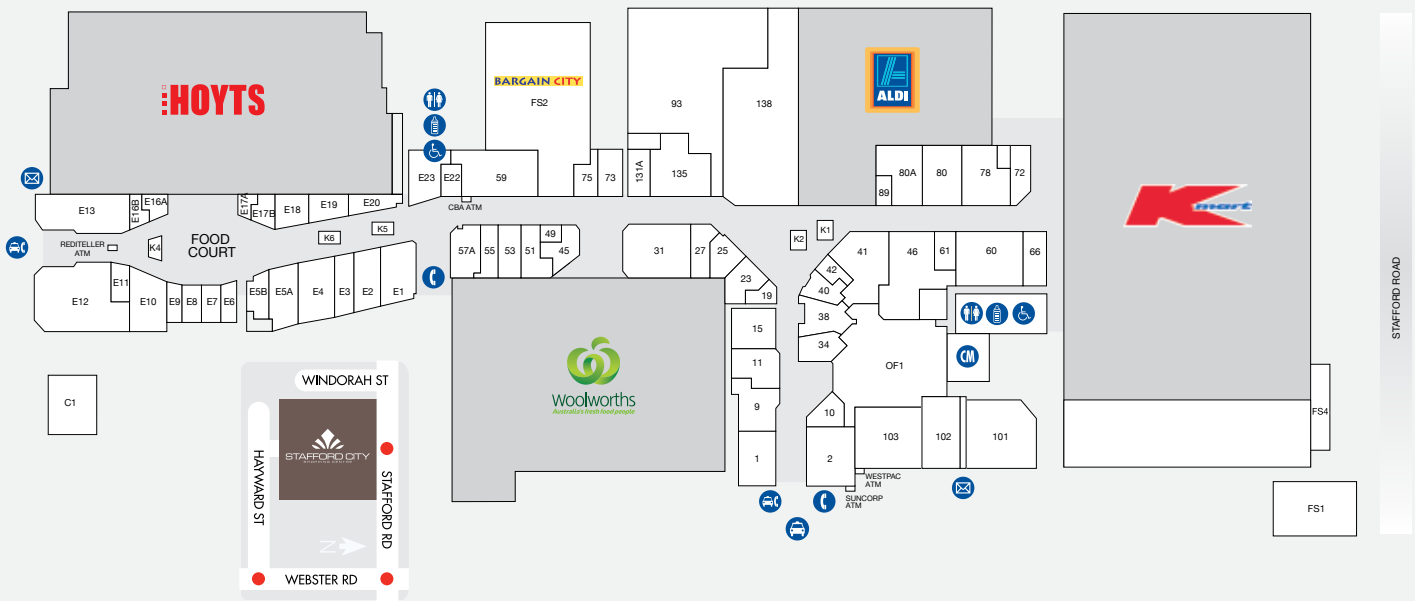 HOYTS
BARGAIN CITY
FS2
93
138
ALDI
Kmart
STAFFORD ROAD
E23
E22
59
75
73
131A
135
80A
89
80
78
72
CBA ATM
E13
E16B
E16A
E17A
E17B
E18
E19
E20
K6
K5
K4
REDITELLER
ATM
FOOD
COURT
57A
55
53
51
49
45
31
27
25
23
19
K2
K1
41
42
40
38
34
46
61
60
66
E12
E11
E10
E9
E8
E7
E6
E5B
E5A
E4
E3
E2
E1
Woolworths
Australia's fresh food people
15
11
9
1
OF1
CM
10
2
103
102
101
WESTPAC
ATM
SUNCORP
ATM
FS4
FS1
C1
WINDORAH ST
HAYWARD ST
STAFFORD CITY
SHOPPING CENTRE
STAFFORD RD
N
WEBSTER RD